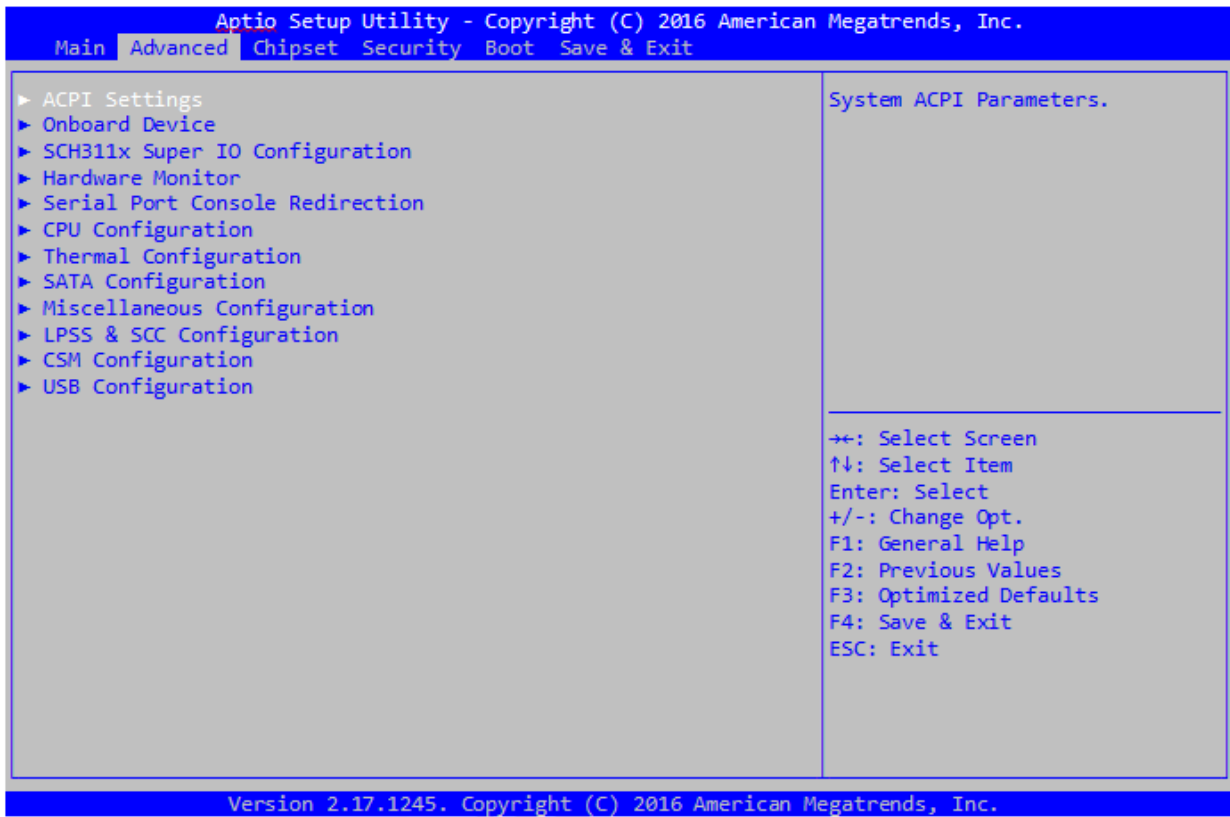 Aptio Setup Utility - Copyright (C) 2016 American Megatrends, Inc.
Main Advanced Chipset Security Boot Save & Exit
► ACPI Settings
► Onboard Device
► SCH311x Super IO Configuration
► Hardware Monitor
► Serial Port Console Redirection
► CPU Configuration
► Thermal Configuration
► SATA Configuration
► Miscellaneous Configuration
► LPSS & SCC Configuration
► CSM Configuration
► USB Configuration
System ACPI Parameters.
→←: Select Screen
↑↓: Select Item
Enter: Select
+/-: Change Opt.
F1: General Help
F2: Previous Values
F3: Optimized Defaults
F4: Save & Exit
ESC: Exit
Version 2.17.1245. Copyright (C) 2016 American Megatrends, Inc.